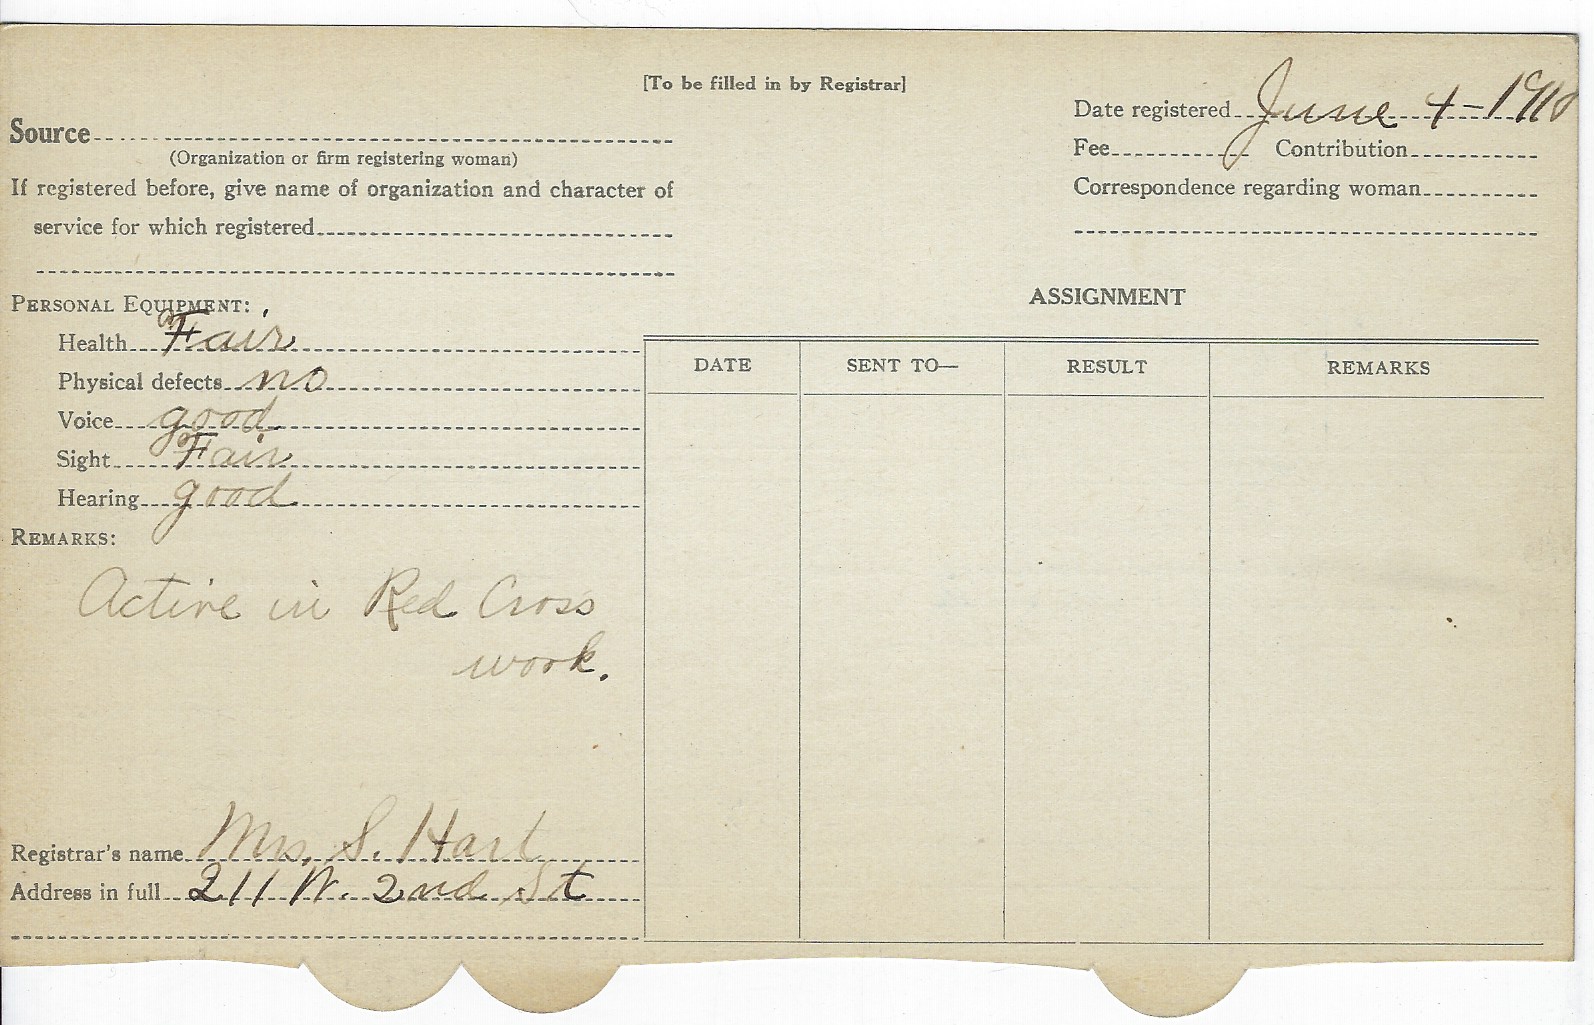 [To be filled in by Registrar]
Source
(Organization or firm registering woman)
If registered before, give name of organization and character of
service for which registered
Date registered June 4-1918
Fee Contribution
Correspondence regarding woman
PERSONAL EQUIPMENT:
Health Fair
Physical defects no
Voice good
Sight Fair
Hearing good
REMARKS:
Active in Red Cross
work.
Registrar's name Mrs. S. Hart
Address in full 211 W. 2nd St
ASSIGNMENT
DATE SENT TO— RESULT REMARKS